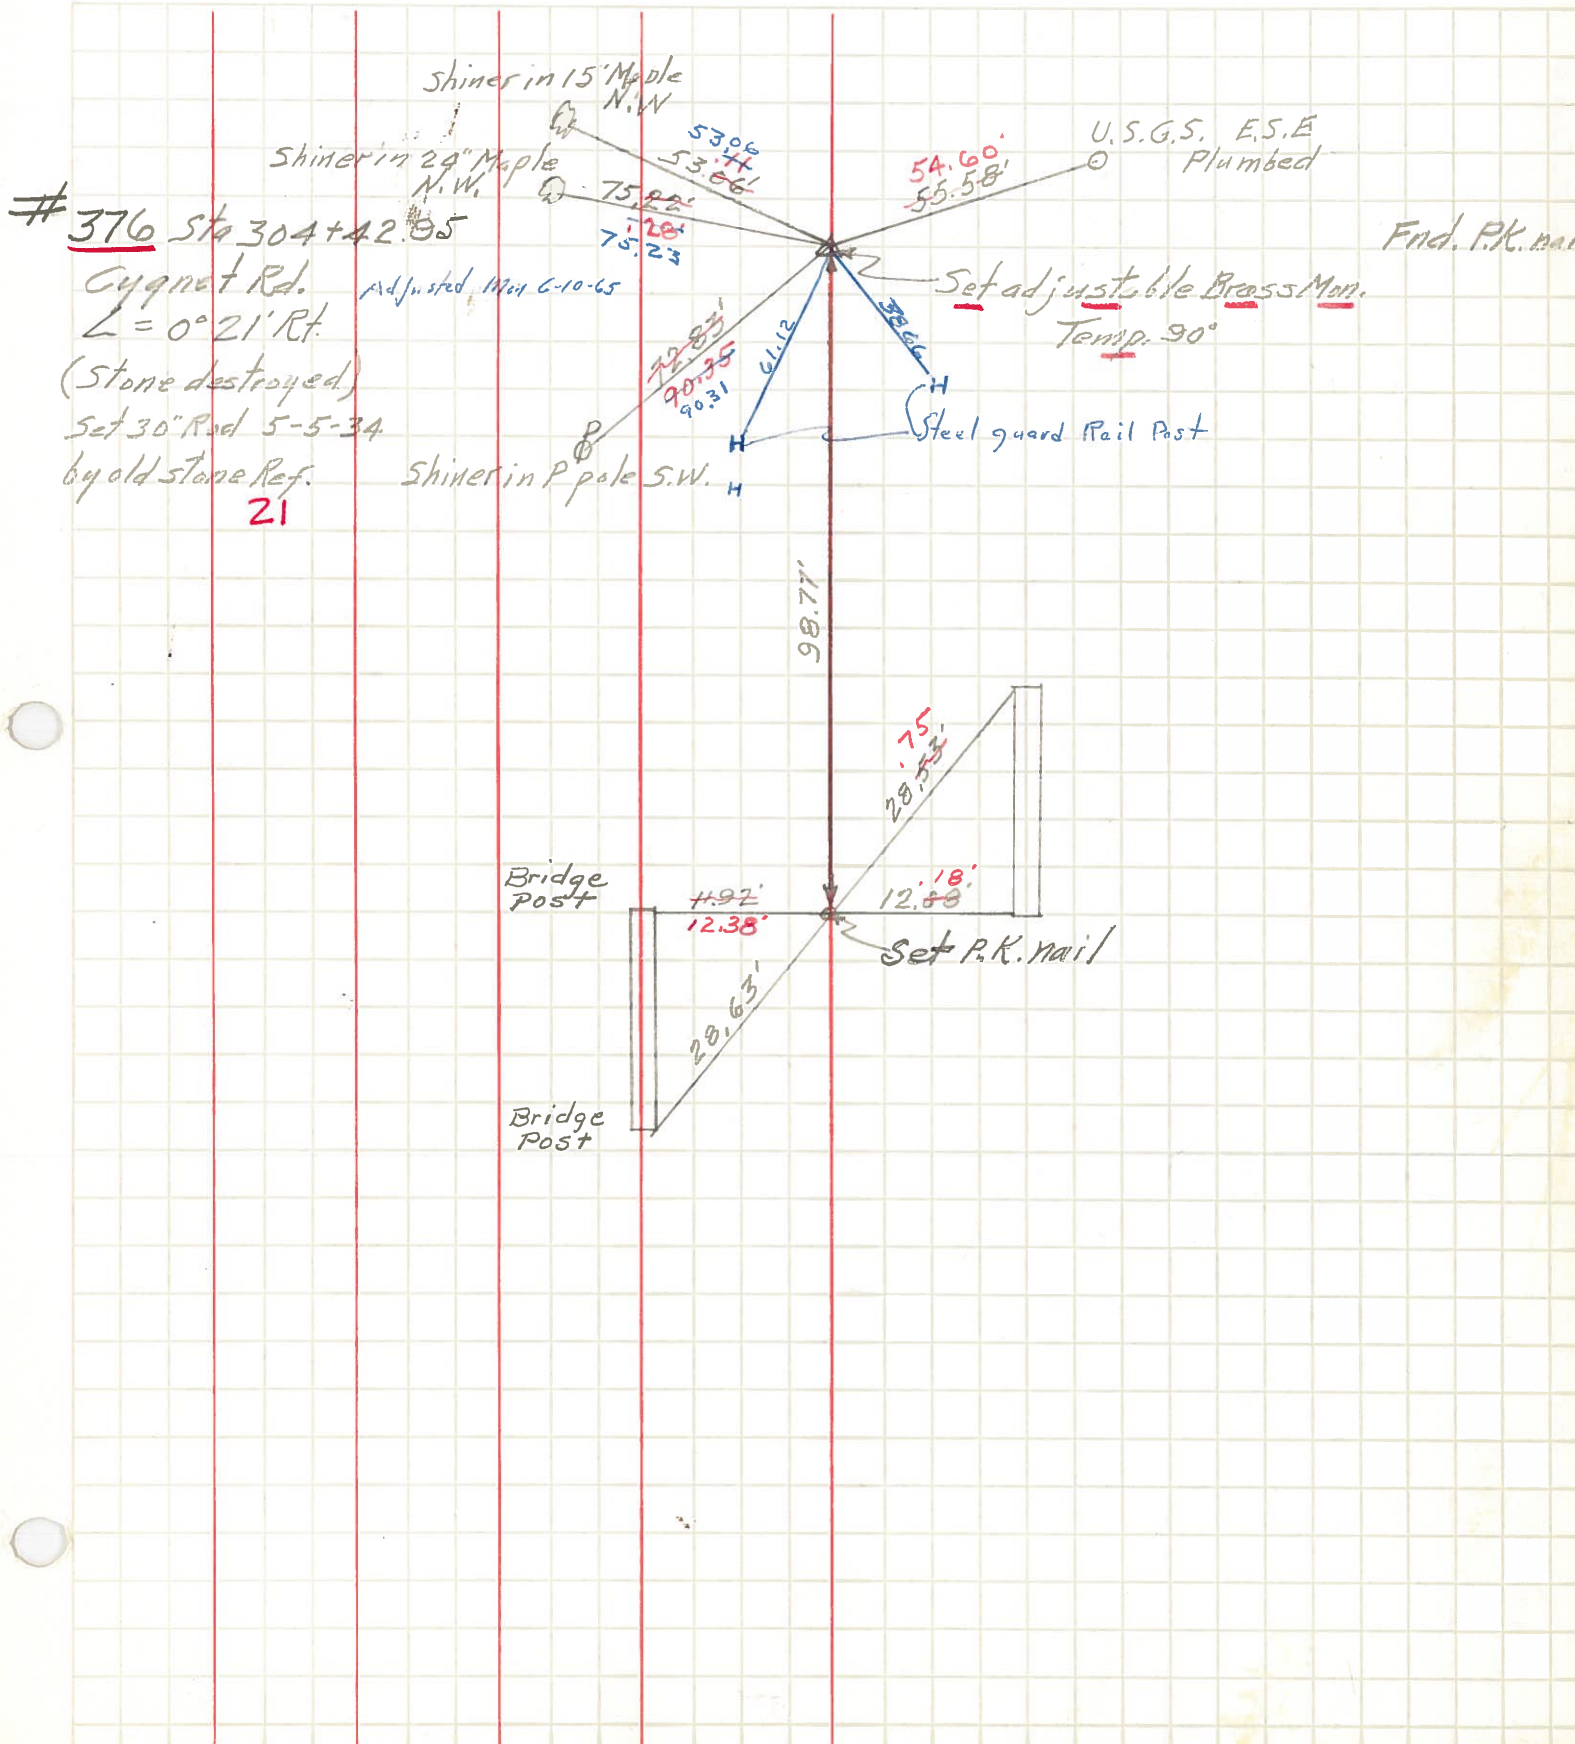 Shiner in 15" Maple
N.W
53.06
.11
53.66'
Shiner in 24" Maple
N.W.
75.22'
.28'
75.23
54.60'
55.58'
U.S.G.S. E.S.E
Plumbed
# 376 Sta 304+42.85
Cygnet Rd.
∠ = 0° 21' Rt.
(Stone destroyed)
Set 30" Rod 5-5-34
by old stone Ref.
21
Adjusted Mon 6-10-65
Fnd. P.K. nai
Set adjustable Brass Mon.
Temp. 90°
72.83'
90.35
90.31
61.12
38.66
H
Steel guard Rail Post
H
H
P
Shiner in P pole S.W.
98.77'
.75
28.53'
Bridge
Post
11.92'
12.38'
.18'
12.08'
Set P.K. nail
28.63'
Bridge
Post